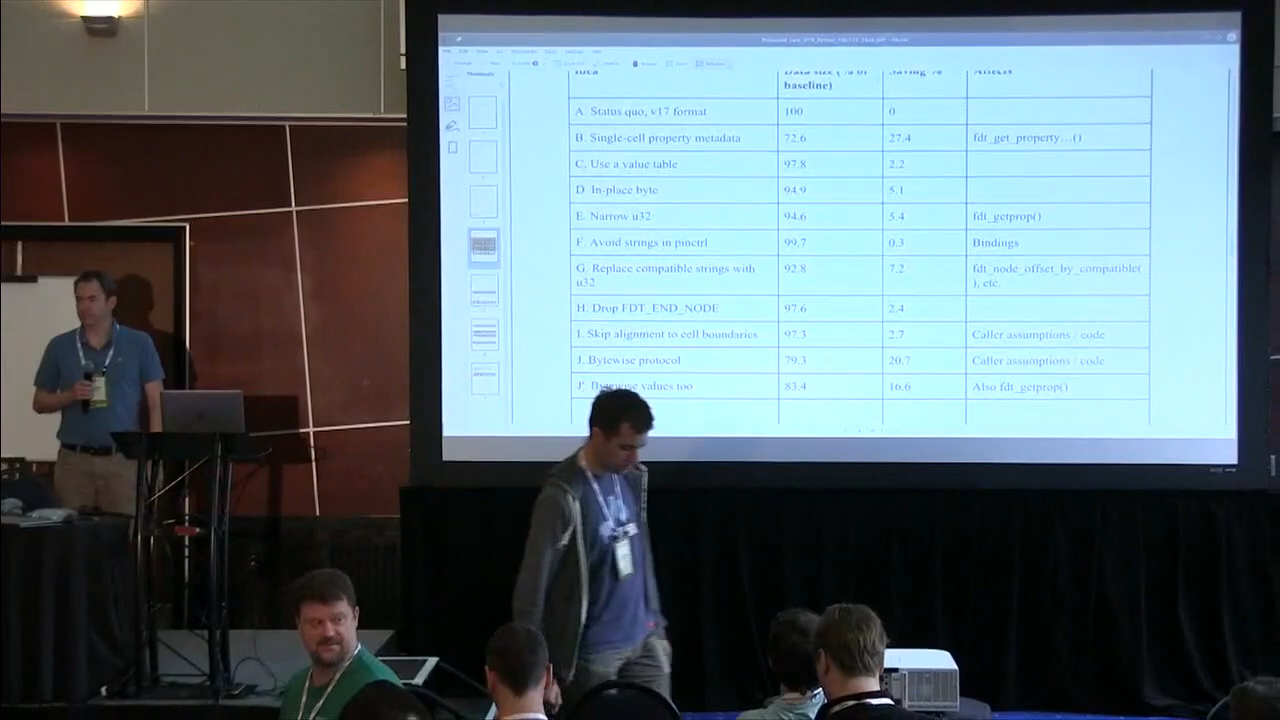 Idea Data size (% of Saving % Affects
baseline)
A. Status quo, v17 format 100 0
B. Single-cell property metadata 72.6 27.4 fdt_get_property…()
C. Use a value table 97.8 2.2
D In-place byte 94.9 5.1
E. Narrow u32 94.6 5.4 fdt_getprop()
F. Avoid strings in pinctrl 99.7 0.3 Bindings
G. Replace compatible strings with 92.8 7.2 fdt_node_offset_by_compatible(
u32 ), etc.
H. Drop FDT_END_NODE 97.6 2.4
I. Skip alignment to cell boundaries 97.3 2.7 Caller assumptions / code
J. Bytewise protocol 79.3 20.7 Caller assumptions / code
J'. Bytewise values too 83.4 16.6 Also fdt_getprop()